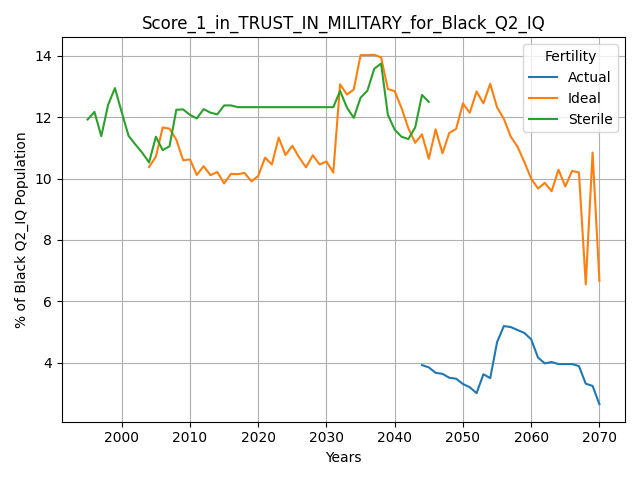 Score_1_in_TRUST_IN_MILITARY_for_Black_Q2_IQ
Fertility
Actual
Ideal
Sterile
% of Black Q2_IQ Population
14
12
10
8
6
4
2000
2010
2020
2030
2040
2050
2060
2070
Years